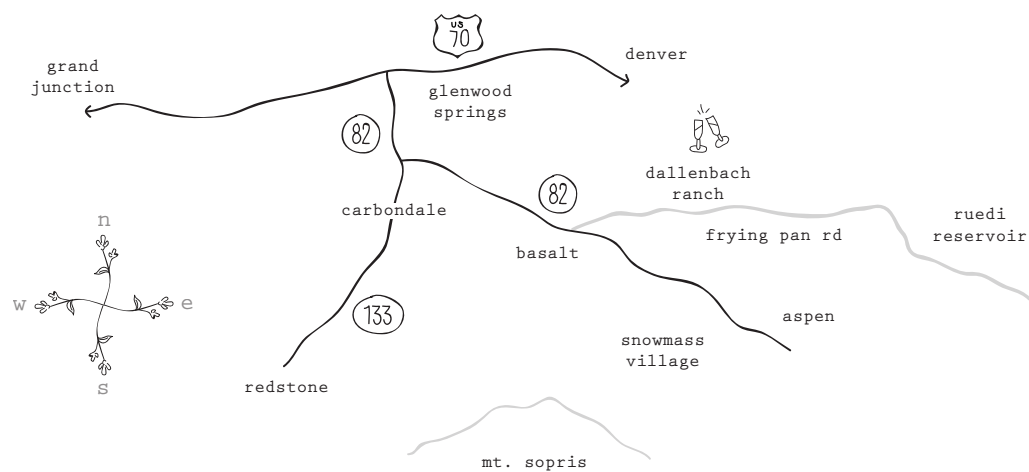 us
70
denver
grand
junction
glenwood
springs
82
dallenbach
ranch
82
carbondale
n
ruedi
reservoir
frying pan rd
basalt
w
e
133
aspen
snowmass
village
s
redstone
mt. sopris